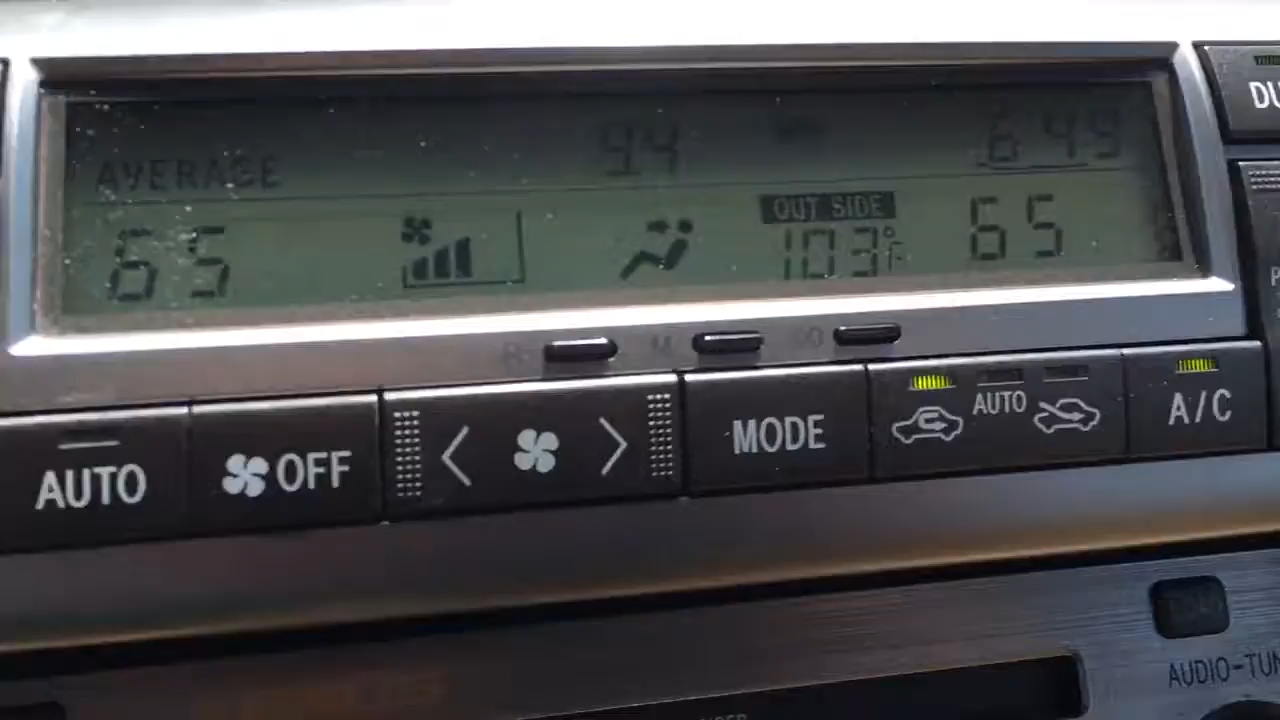 AVERAGE 94 6:49
65 OUT SIDE 103°F 65
AUTO OFF MODE AUTO A/C
AUDIO-TUN